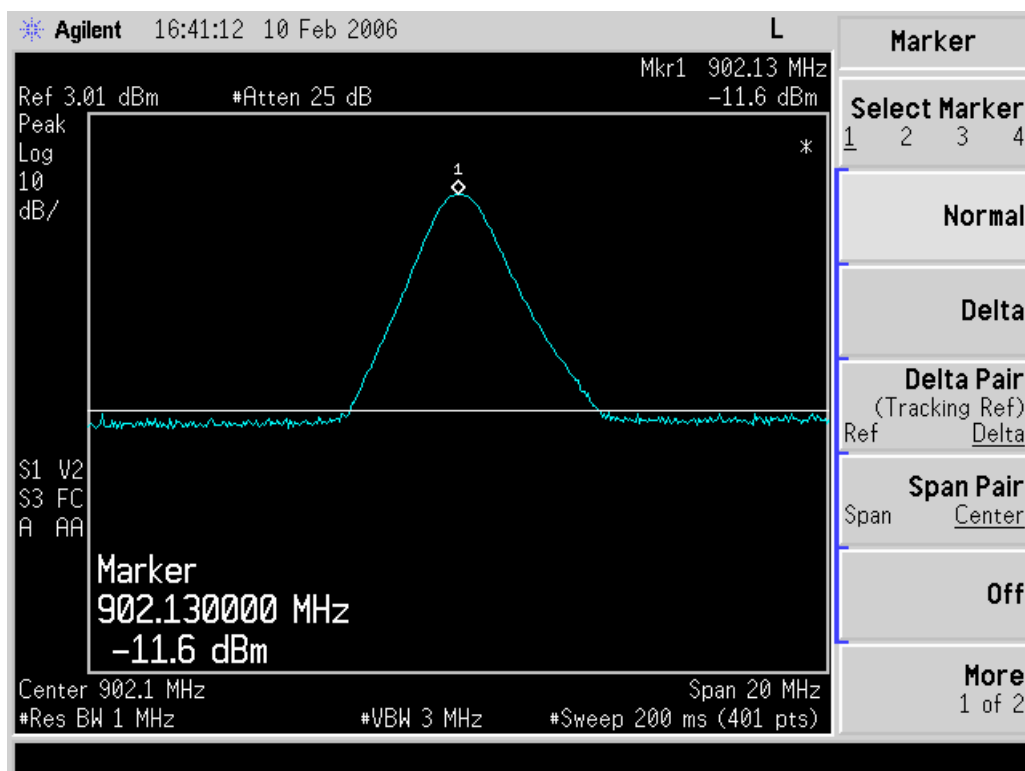 Agilent 16:41:12 10 Feb 2006 L
Mkr1 902.13 MHz
Ref 3.01 dBm #Atten 25 dB -11.6 dBm
Peak
Log
10
dB/
*
1
S1 V2
S3 FC
A AA
Marker
902.130000 MHz
-11.6 dBm
Center 902.1 MHz Span 20 MHz
#Res BW 1 MHz #VBW 3 MHz #Sweep 200 ms (401 pts)
Marker
Select Marker
1 2 3 4
Normal
Delta
Delta Pair
(Tracking Ref)
Ref Delta
Span Pair
Span Center
Off
More
1 of 2